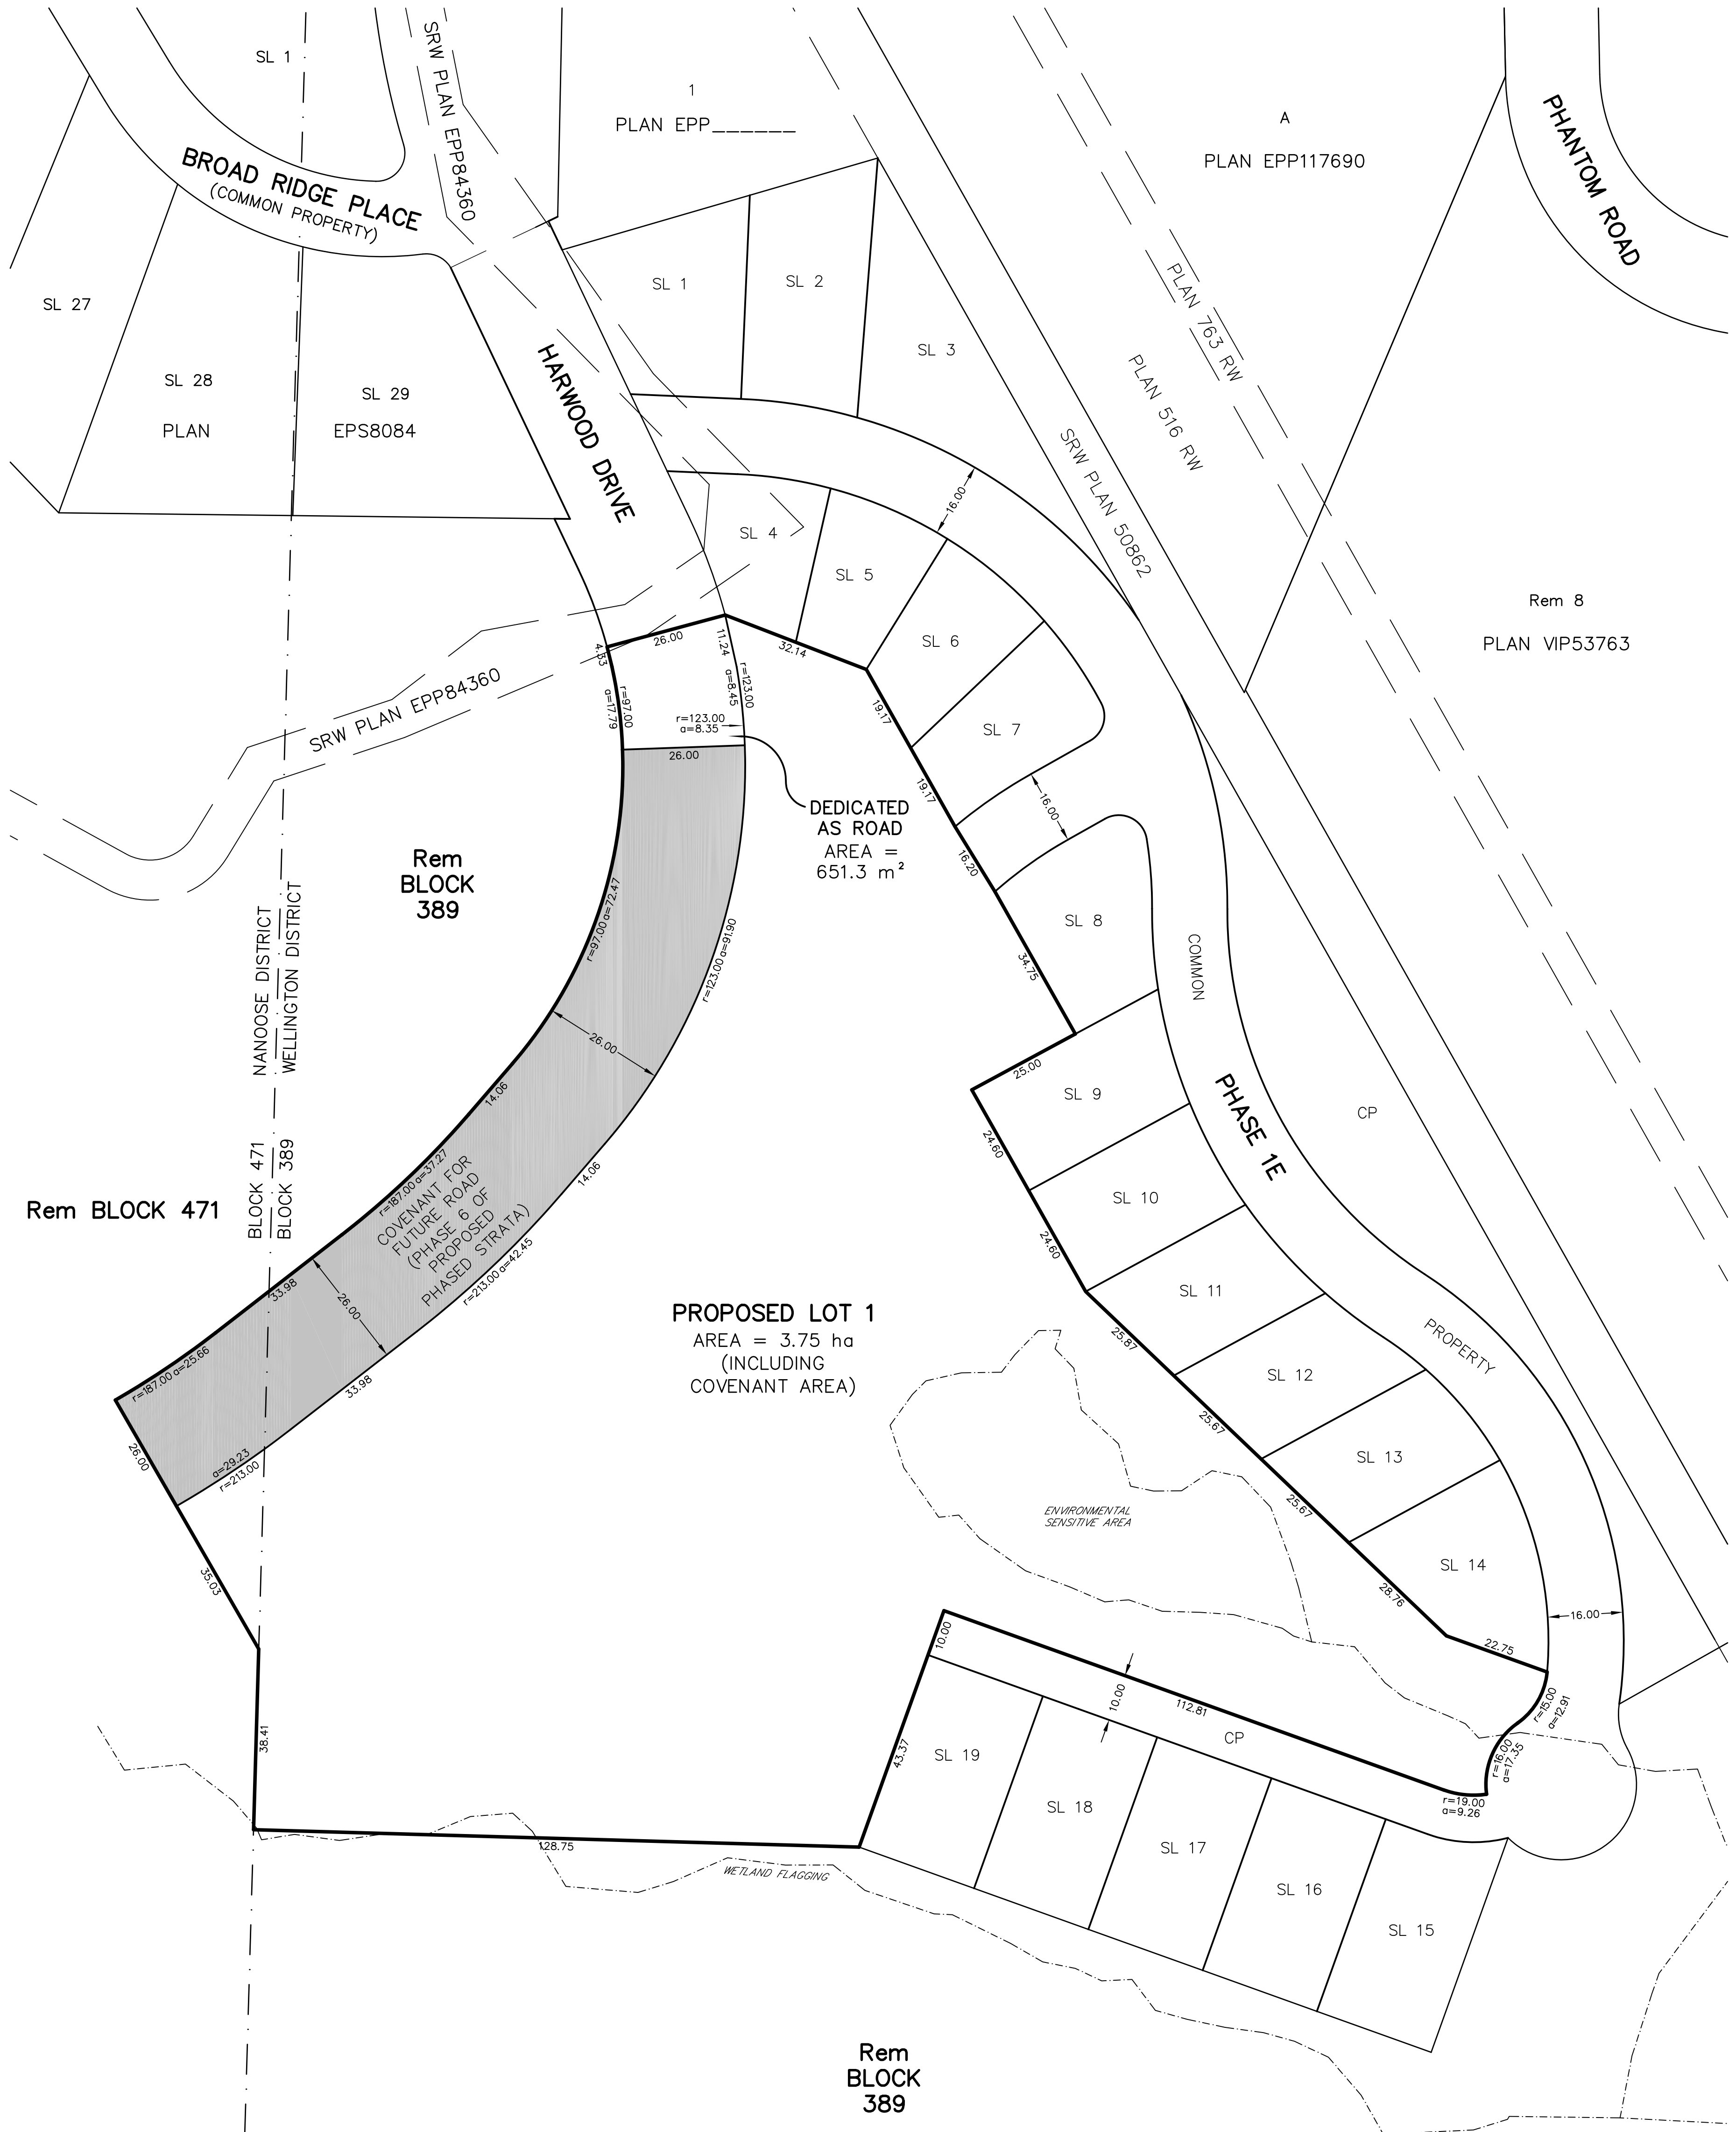 SL 1
SRW PLAN EPP84360
1
PLAN EPP______
A
PLAN EPP117690
PHANTOM ROAD
BROAD RIDGE PLACE
(COMMON PROPERTY)
SL 27
SL 28
PLAN
SL 29
EPS8084
HARWOOD DRIVE
SL 1
SL 2
SL 3
PLAN 763 RW
PLAN 516 RW
SRW PLAN 50862
16.00
SL 4
SL 5
SL 6
SL 7
Rem 8
PLAN VIP53763
26.00
32.14
4.33
11.24
r=123.00
a=8.45
r=97.00
a=17.79
r=123.00
a=8.35
26.00
SRW PLAN EPP84360
19.17
19.17
16.00
16.20
DEDICATED
AS ROAD
AREA =
651.3 m²
Rem
BLOCK
389
NANOOSE DISTRICT
WELLINGTON DISTRICT
r=97.00 a=72.47
r=123.00 a=91.90
SL 8
34.75
COMMON
26.00
25.00
14.06
14.06
SL 9
24.60
PHASE 1E
CP
BLOCK 471
BLOCK 389
Rem BLOCK 471
r=187.00 a=37.27
COVENANT FOR
FUTURE ROAD
(PHASE 6 OF
PROPOSED
PHASED STRATA)
r=213.00 a=42.45
SL 10
24.60
SL 11
33.98
26.00
PROPOSED LOT 1
AREA = 3.75 ha
(INCLUDING
COVENANT AREA)
25.87
PROPERTY
r=187.00 a=25.66
33.98
SL 12
25.67
26.00
a=29.23
r=213.00
SL 13
25.67
ENVIRONMENTAL
SENSITIVE AREA
35.03
SL 14
28.76
16.00
22.75
10.00
10.00
112.81
r=15.00
a=12.91
38.41
43.37
CP
r=16.00
a=17.35
SL 19
r=19.00
a=9.26
SL 18
128.75
WETLAND FLAGGING
SL 17
SL 16
SL 15
Rem
BLOCK
389